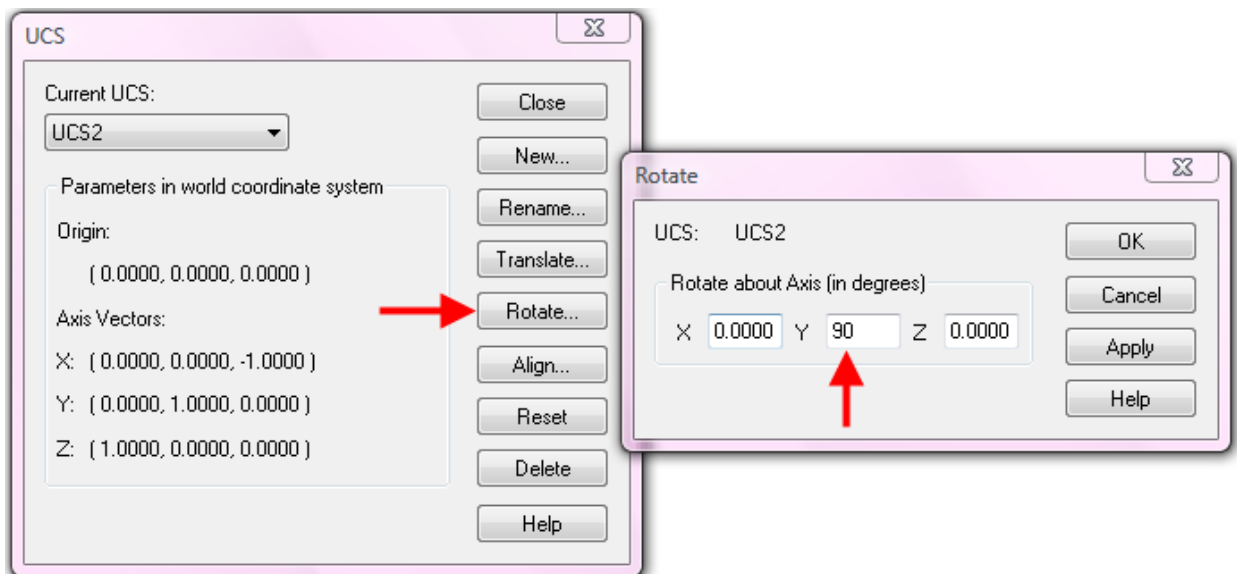 UCS
Current UCS:
UCS2
Parameters in world coordinate system
Origin:
( 0.0000, 0.0000, 0.0000 )
Axis Vectors:
X: ( 0.0000, 0.0000, -1.0000 )
Y: ( 0.0000, 1.0000, 0.0000 )
Z: ( 1.0000, 0.0000, 0.0000 )
Close
New...
Rename...
Translate...
Rotate...
Align...
Reset
Delete
Help
Rotate
UCS: UCS2
Rotate about Axis (in degrees)
X 0.0000 Y 90 Z 0.0000
OK
Cancel
Apply
Help